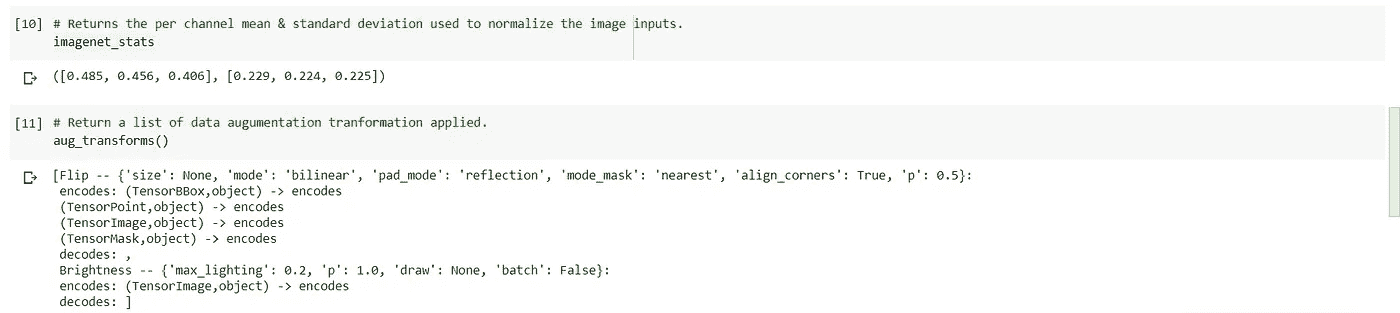 [10] # Returns the per channel mean & standard deviation used to normalize the image inputs.
imagenet_stats
([0.485, 0.456, 0.406], [0.229, 0.224, 0.225])
[11] # Return a list of data augumentation tranformation applied.
aug_transforms()
[Flip -- {'size': None, 'mode': 'bilinear', 'pad_mode': 'reflection', 'mode_mask': 'nearest', 'align_corners': True, 'p': 0.5}:
encodes: (TensorBBox,object) -> encodes
(TensorPoint,object) -> encodes
(TensorImage,object) -> encodes
(TensorMask,object) -> encodes
decodes: ,
Brightness -- {'max_lighting': 0.2, 'p': 1.0, 'draw': None, 'batch': False}:
encodes: (TensorImage,object) -> encodes
decodes: ]